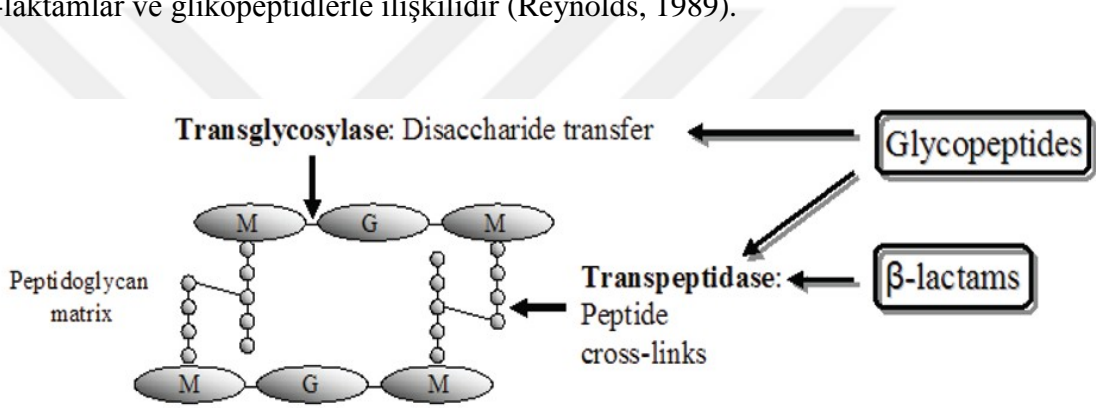 -laktamlar ve glikopeptidlerle ilişkilidir (Reynolds, 1989).
Transglycosylase: Disaccharide transfer
Glycopeptides
M G M
Peptidoglycan
matrix
Transpeptidase:
Peptide
cross-links
β-lactams
M G M